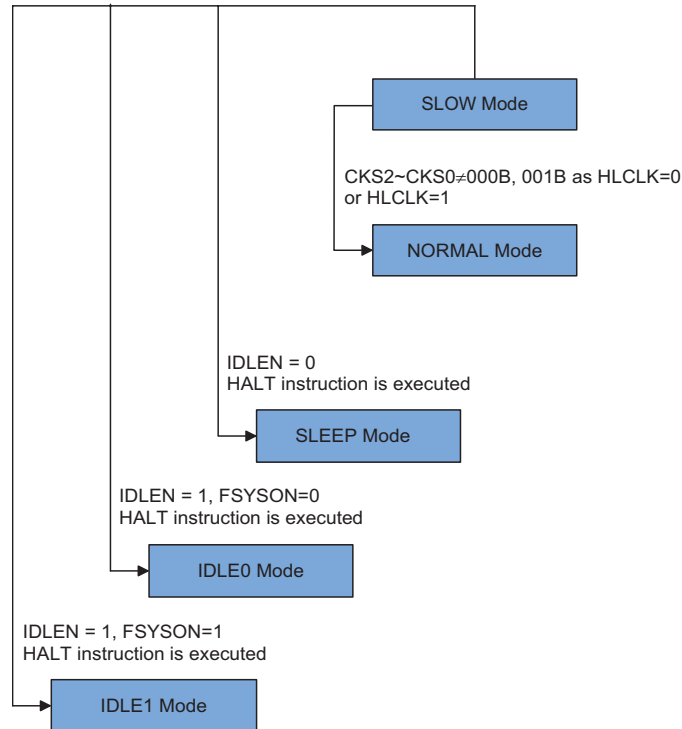 SLOW Mode
CKS2~CKS0≠000B, 001B as HLCLK=0
or HLCLK=1
NORMAL Mode
IDLEN = 0
HALT instruction is executed
SLEEP Mode
IDLEN = 1, FSYSON=0
HALT instruction is executed
IDLE0 Mode
IDLEN = 1, FSYSON=1
HALT instruction is executed
IDLE1 Mode